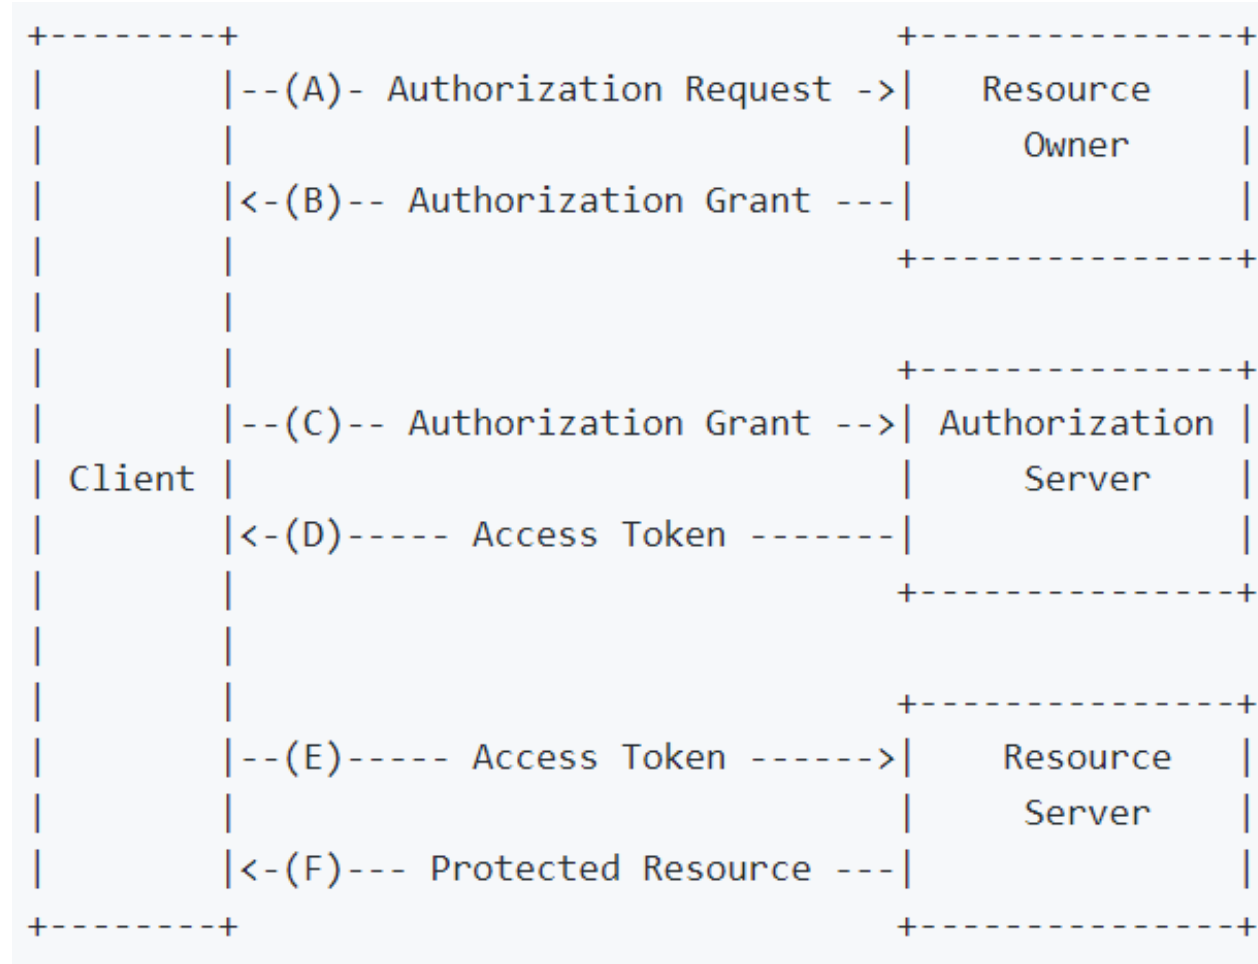 +--------+                               +---------------+
|        |--(A)- Authorization Request ->|   Resource    |
|        |                               |     Owner     |
|        |<-(B)-- Authorization Grant ---|               |
|        |                               +---------------+
|        |
|        |                               +---------------+
|        |--(C)-- Authorization Grant -->| Authorization |
| Client |                               |     Server    |
|        |<-(D)----- Access Token -------|               |
|        |                               +---------------+
|        |
|        |                               +---------------+
|        |--(E)----- Access Token ------>|    Resource   |
|        |                               |     Server    |
|        |<-(F)--- Protected Resource ---|               |
+--------+                               +---------------+